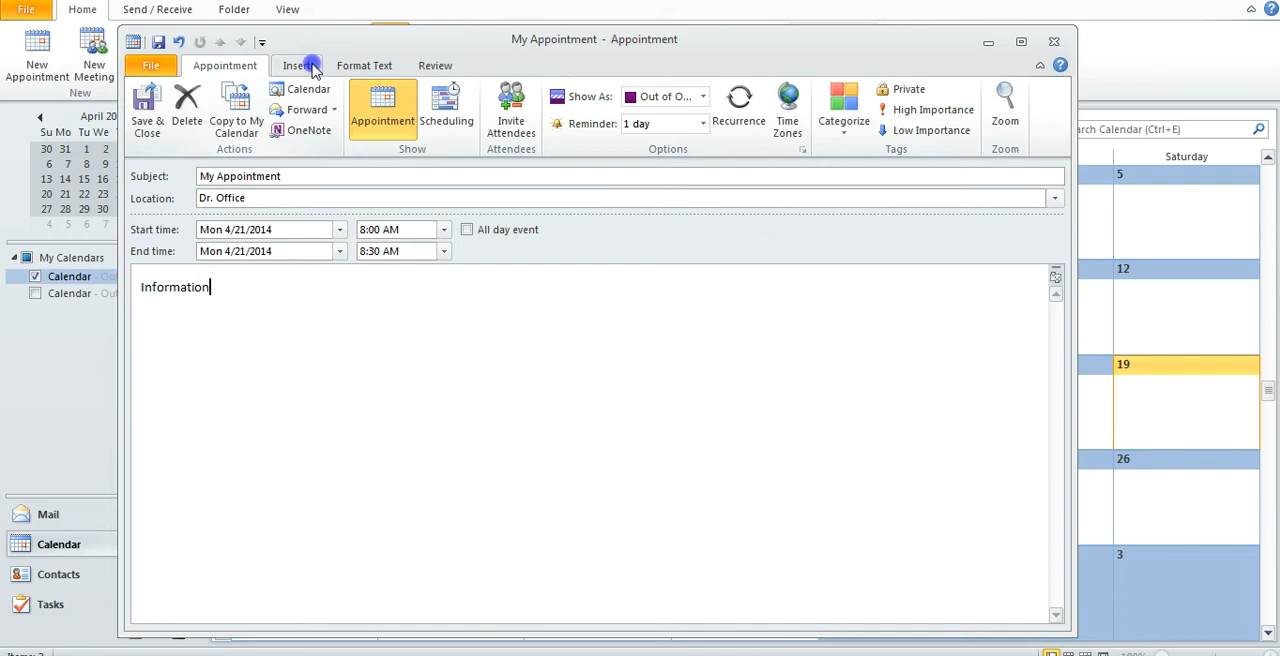 File Home Send / Receive Folder View
My Appointment - Appointment
File Appointment Insert Format Text Review
New Appointment
New Meeting
New
Save & Close
Delete
Copy to My Calendar
Calendar
Forward
OneNote
Actions
Appointment
Scheduling
Show
Invite Attendees
Attendees
Show As: Out of O...
Reminder: 1 day
Recurrence
Time Zones
Options
Categorize
Private
High Importance
Low Importance
Tags
Zoom
Zoom
April 20
Su Mo Tu We
30 31 1 2
6 7 8 9
13 14 15 16
20 21 22 23
27 28 29 30
4 5 6 7
My Calendars
Calendar - Ou
Calendar - Out
Mail
Calendar
Contacts
Tasks
Subject: My Appointment
Location: Dr. Office
Start time: Mon 4/21/2014 8:00 AM All day event
End time: Mon 4/21/2014 8:30 AM
Information
arch Calendar (Ctrl+E)
Saturday
5
12
19
26
3